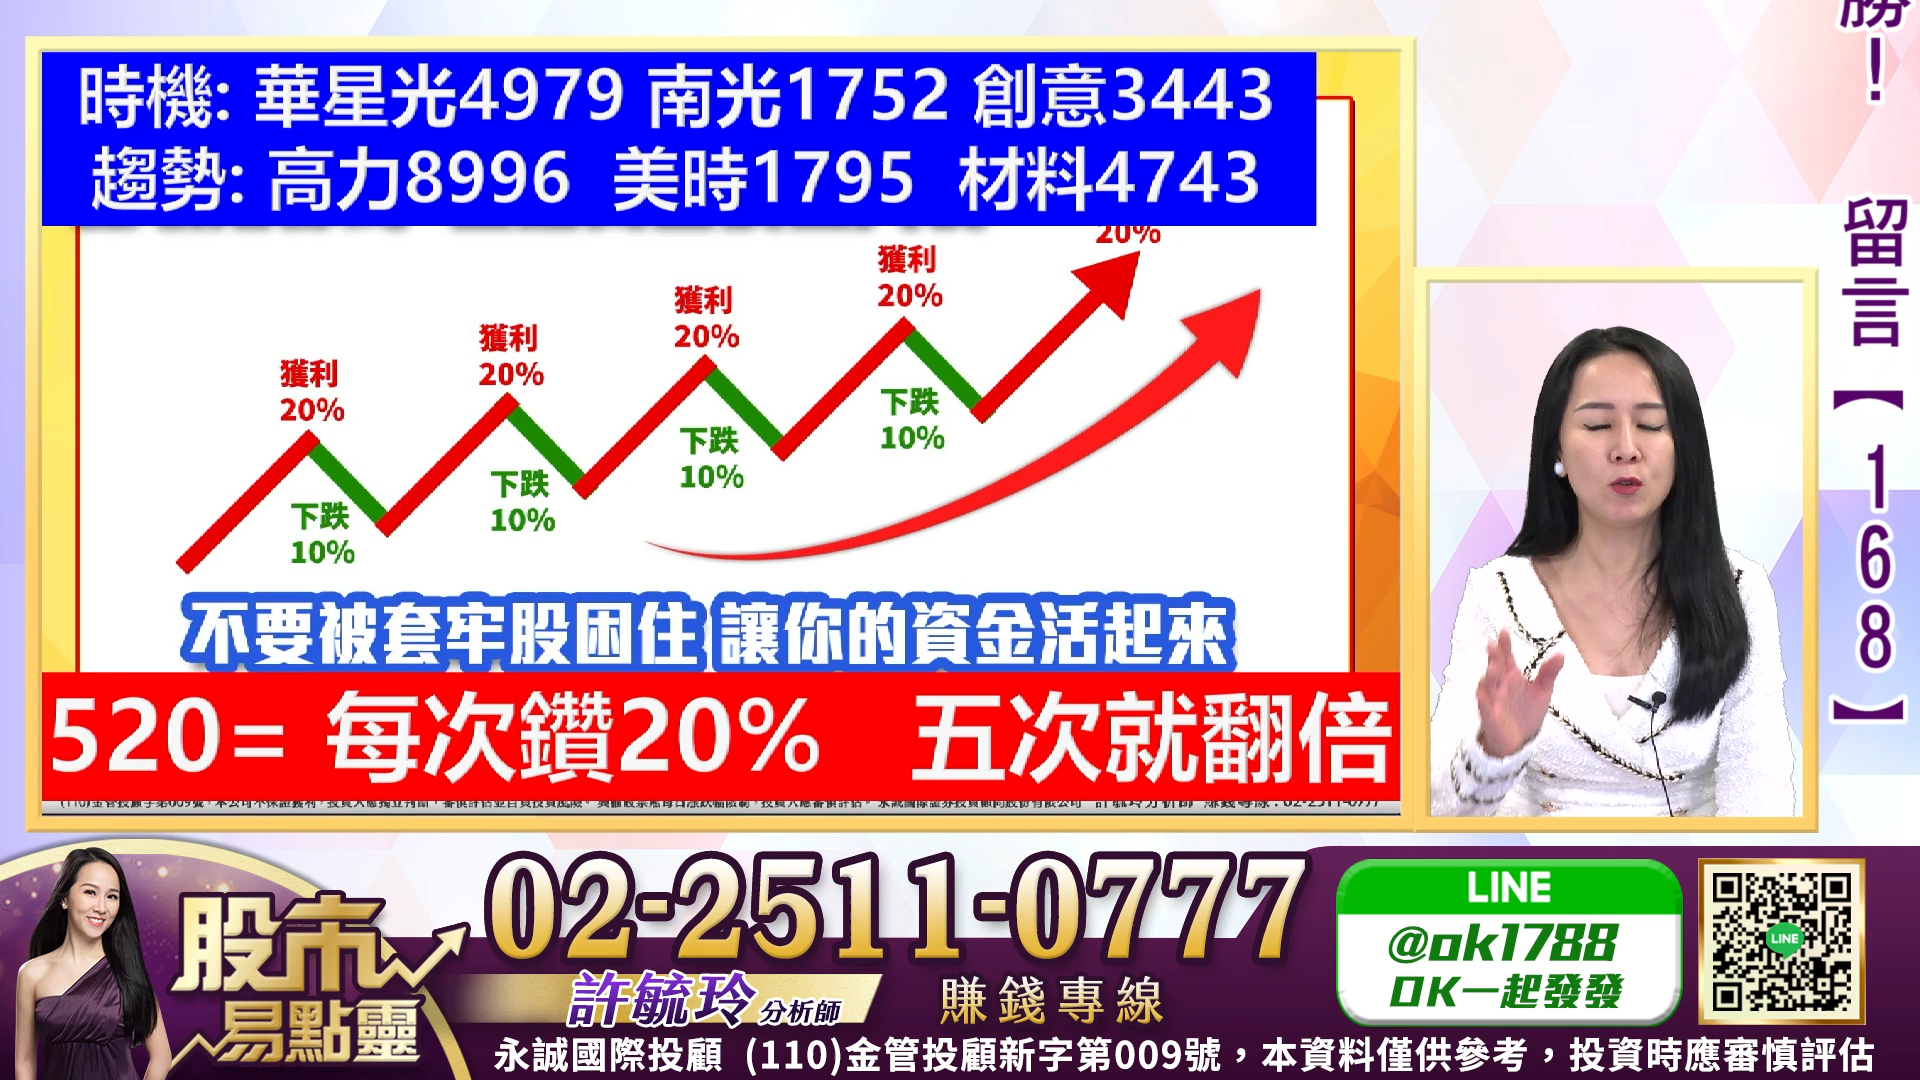 時機: 華星光4979 南光1752 創意3443
趨勢: 高力8996 美時1795 材料4743
20%
獲利
20%
獲利
20%
獲利
20%
獲利
20%
下跌
10%
下跌
10%
下跌
10%
下跌
10%
不要被套牢股困住 讓你的資金活起來
520= 每次鑽20% 五次就翻倍
勝！ 留言【168】
股市
易點靈
02-2511-0777
許毓玲 分析師
賺錢專線
LINE
@ok1788
OK一起發發
LINE
永誠國際投顧 (110)金管投顧新字第009號，本資料僅供參考，投資時應審慎評估